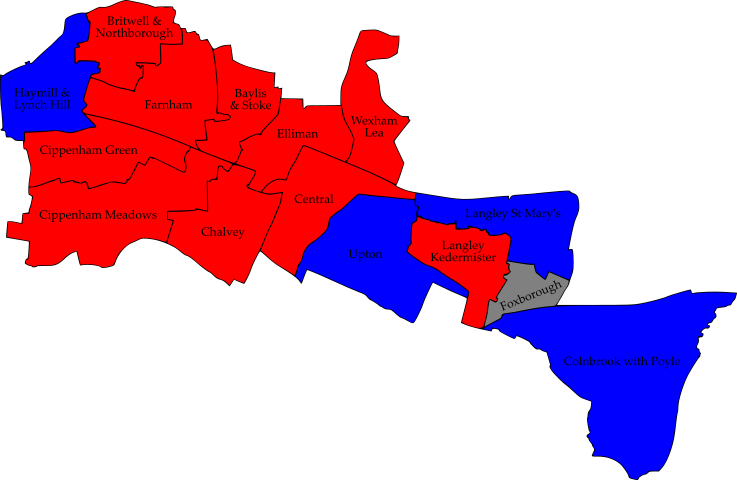 Britwell &
Northborough
Haymill &
Lynch Hill
Farnham
Baylis
& Stoke
Elliman
Wexham
Lea
Cippenham Green
Cippenham Meadows
Chalvey
Central
Upton
Langley St Mary's
Langley
Kedermister
Foxborough
Colnbrook with Poyle